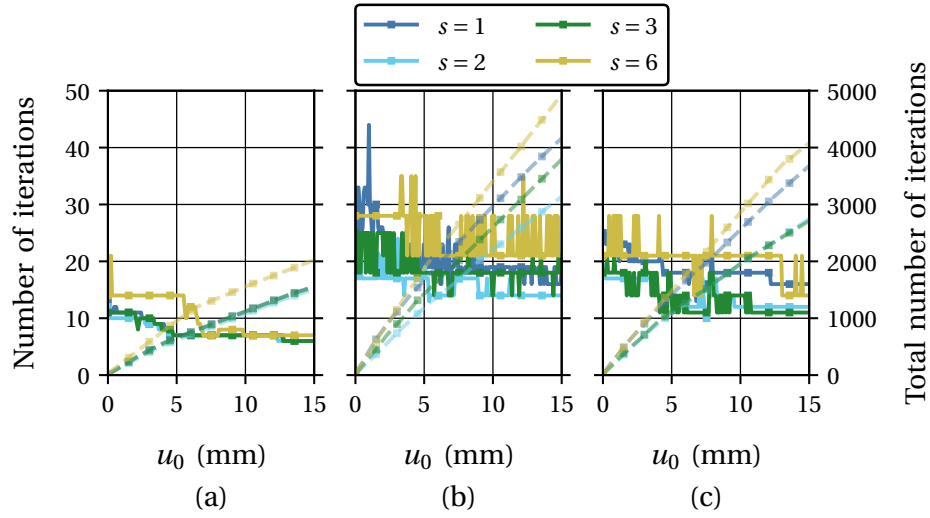 s = 1
s = 3
s = 2
s = 6
Number of iterations
50
40
30
20
10
0
5000
4000
3000
2000
1000
0
Total number of iterations
0 5 10 15
0 5 10 15
0 5 10 15
u₀ (mm)
u₀ (mm)
u₀ (mm)
(a)
(b)
(c)